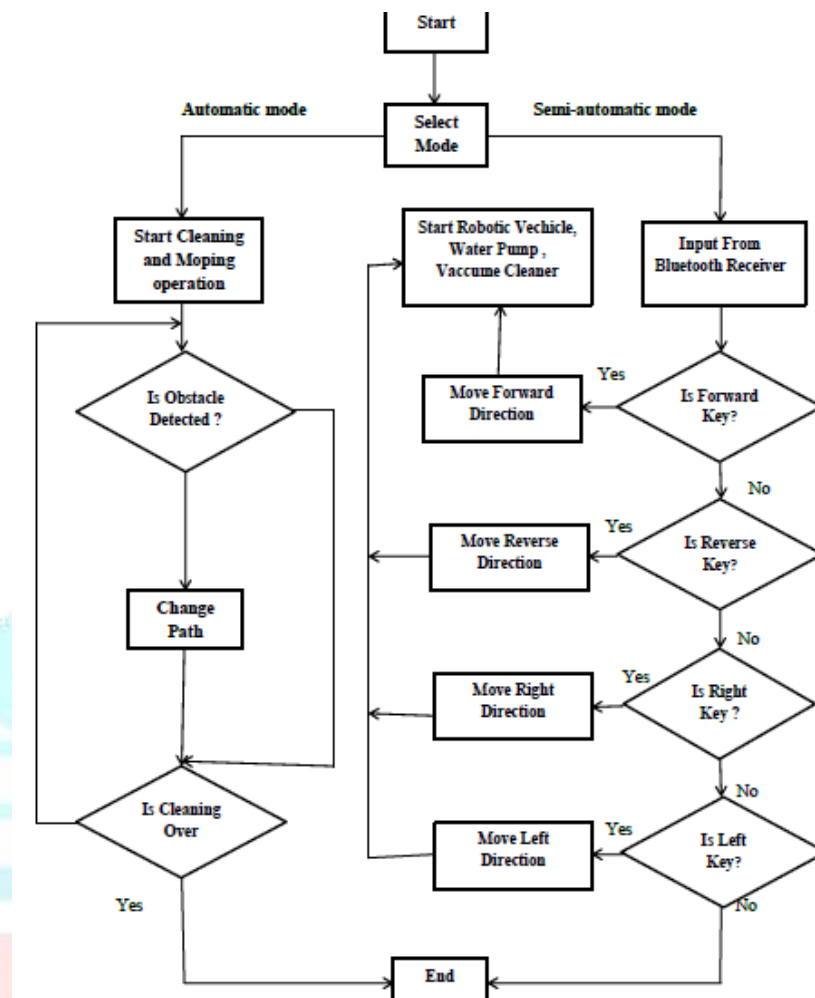 Start
Automatic mode
Semi-automatic mode
Select
Mode
Start Cleaning
and Moping
operation
Start Robotic Vechicle,
Water Pump ,
Vaccume Cleaner
Input From
Bluetooth Receiver
Is Obstacle
Detected ?
Move Forward
Direction
Yes
Is Forward
Key?
No
Move Reverse
Direction
Yes
Is Reverse
Key?
No
Change
Path
Move Right
Direction
Yes
Is Right
Key ?
No
Is Cleaning
Over
Move Left
Direction
Yes
Is Left
Key?
Yes
No
End